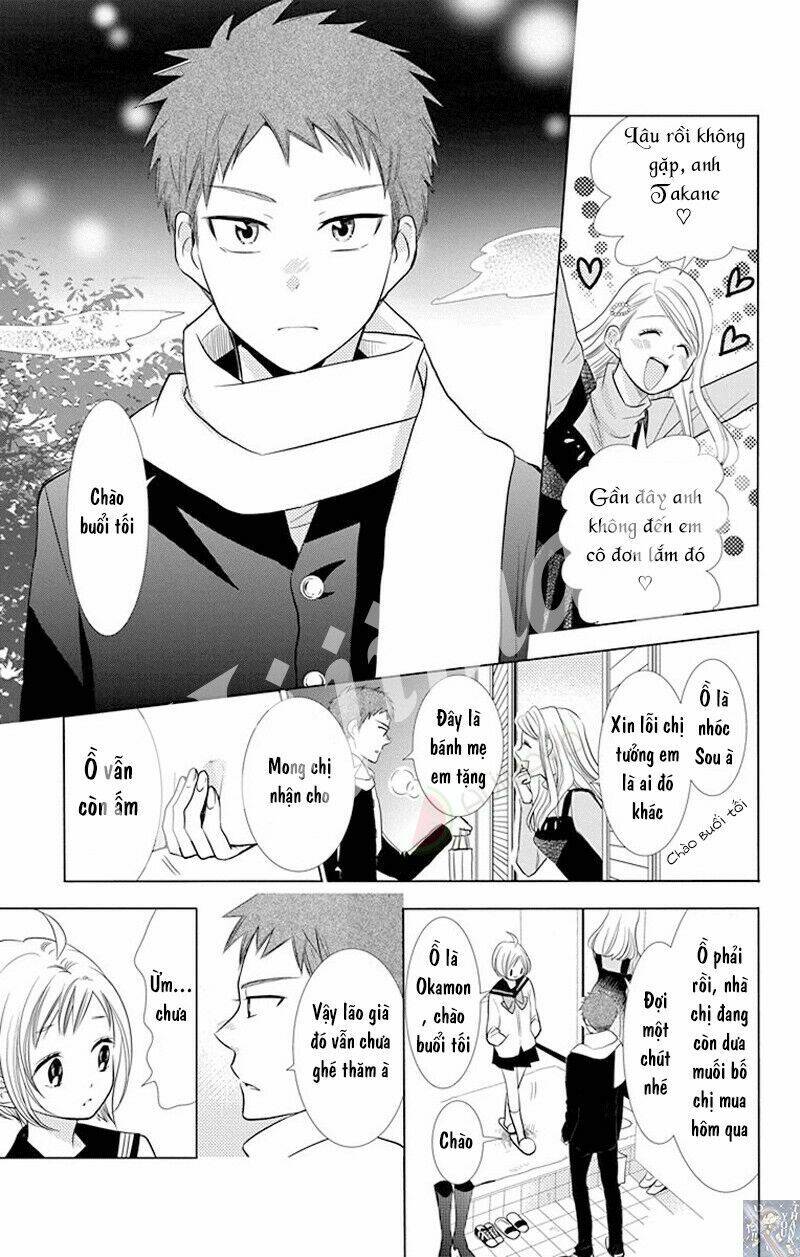 Lâu rồi không
gặp, anh
Takane
♡
Gần đây anh
không đến em
cô đơn lắm đó
♡
Chào
buổi tối
Ồ là
nhóc
Sou à
Xin lỗi chị
tưởng em
là ai đó
khác
Chào buổi tối
Đây là
bánh mẹ
em tặng
Mong chị
nhận cho
Ồ vẫn
còn ấm
Ồ phải
rồi, nhà
chị đang
còn dưa
muối bố
chị mua
hôm qua
Đợi
một
chút
nhé
Ồ là
Okamon
, chào
buổi tối
Chào
Vậy lão già
đó vẫn chưa
ghé thăm à
Ừm...
chưa